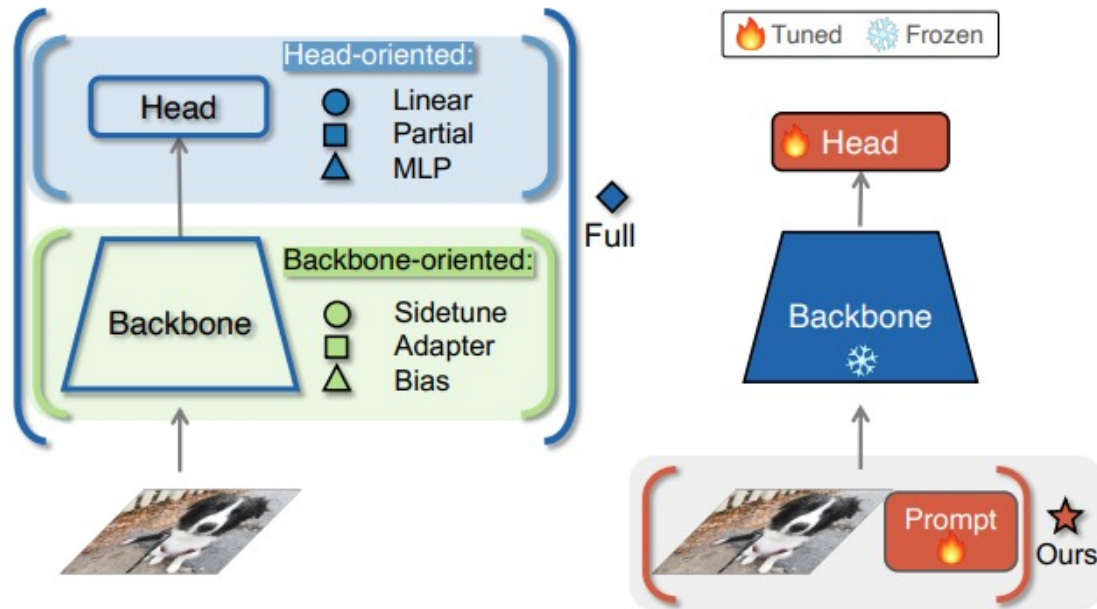 Head-oriented:
Head
Linear
Partial
MLP
Full
Backbone-oriented:
Backbone
Sidetune
Adapter
Bias
Tuned Frozen
Head
Backbone
Prompt
Ours